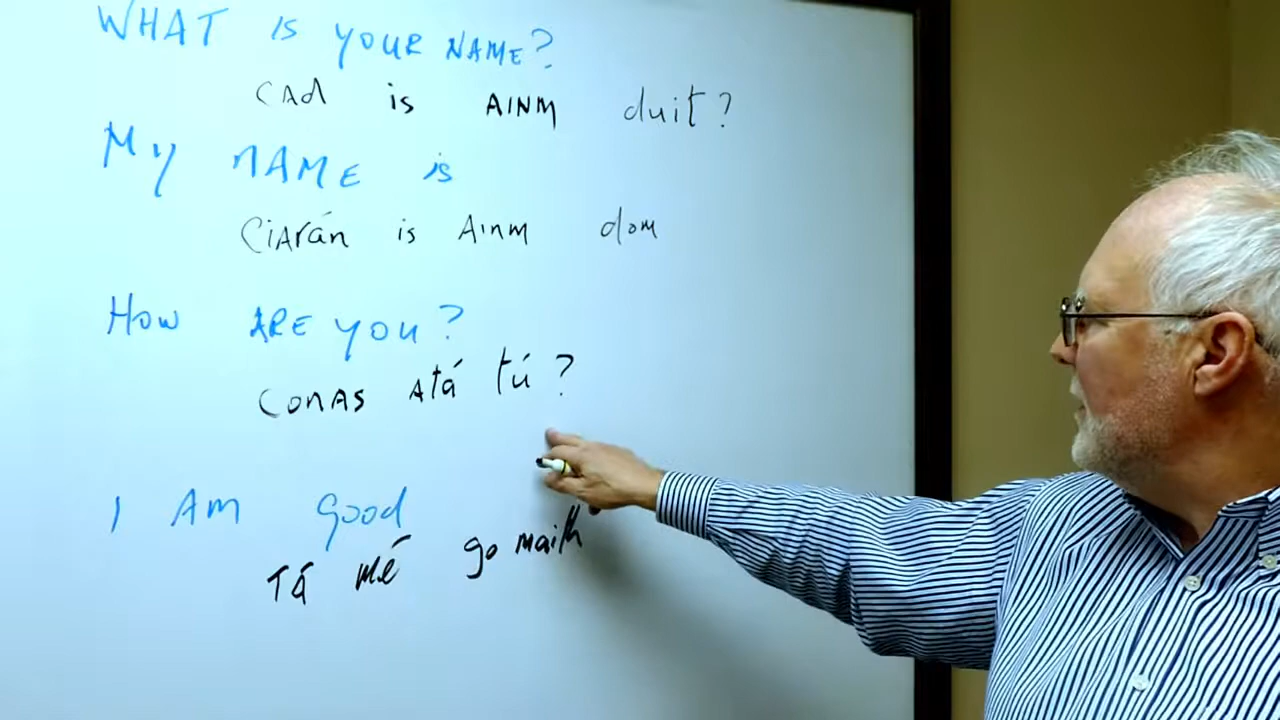 WHAT is YOUR NAME?
CAd is AINM duit?
My NAME is
Ciarán is Ainm dom
How ARE you?
conas Atá tú?
I Am good
Tá mé go maith